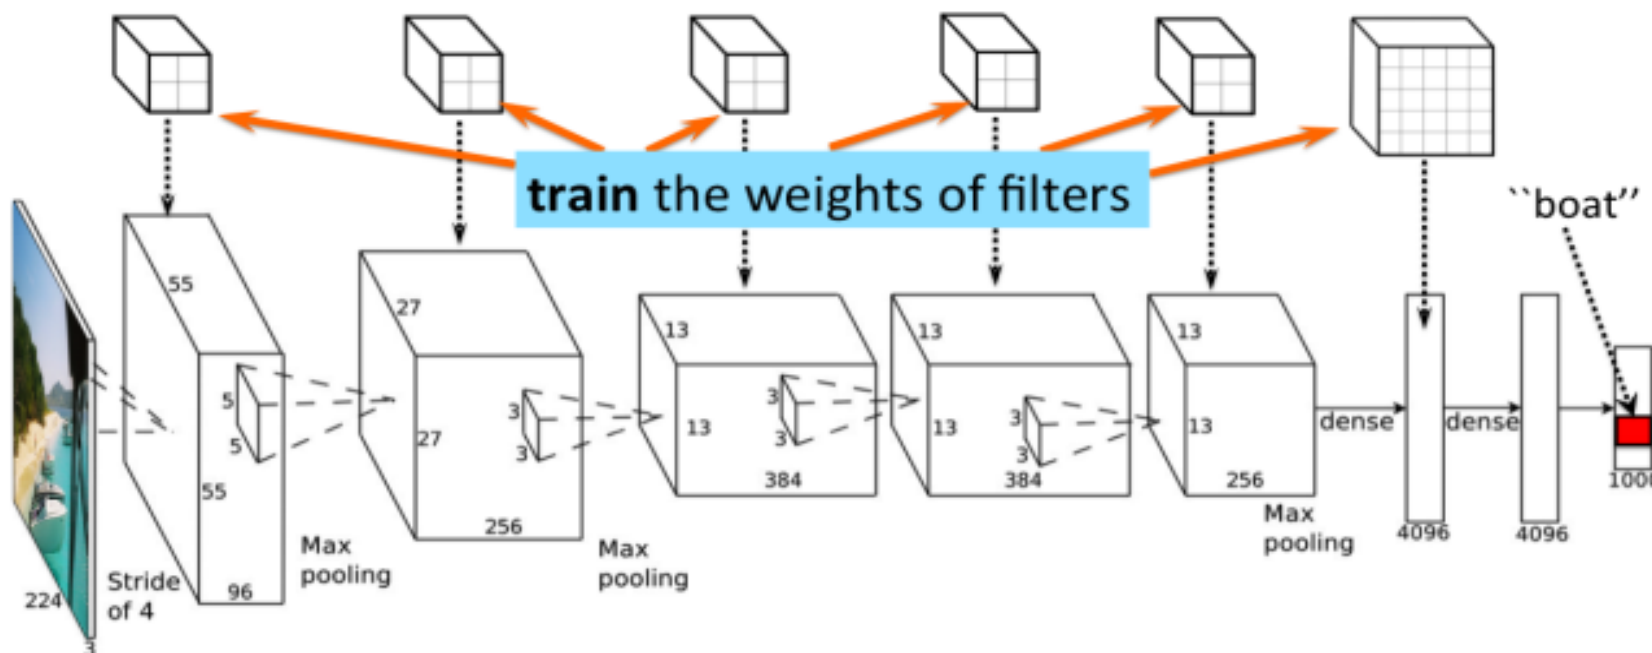 train the weights of filters
``boat''
55
27
13
13
13
5
5
3
3
3
3
3
3
55
27
13
13
13
dense
dense
384
384
256
256
96
Max
pooling
Max
pooling
Max
pooling
4096
4096
1000
Stride
of 4
224
3